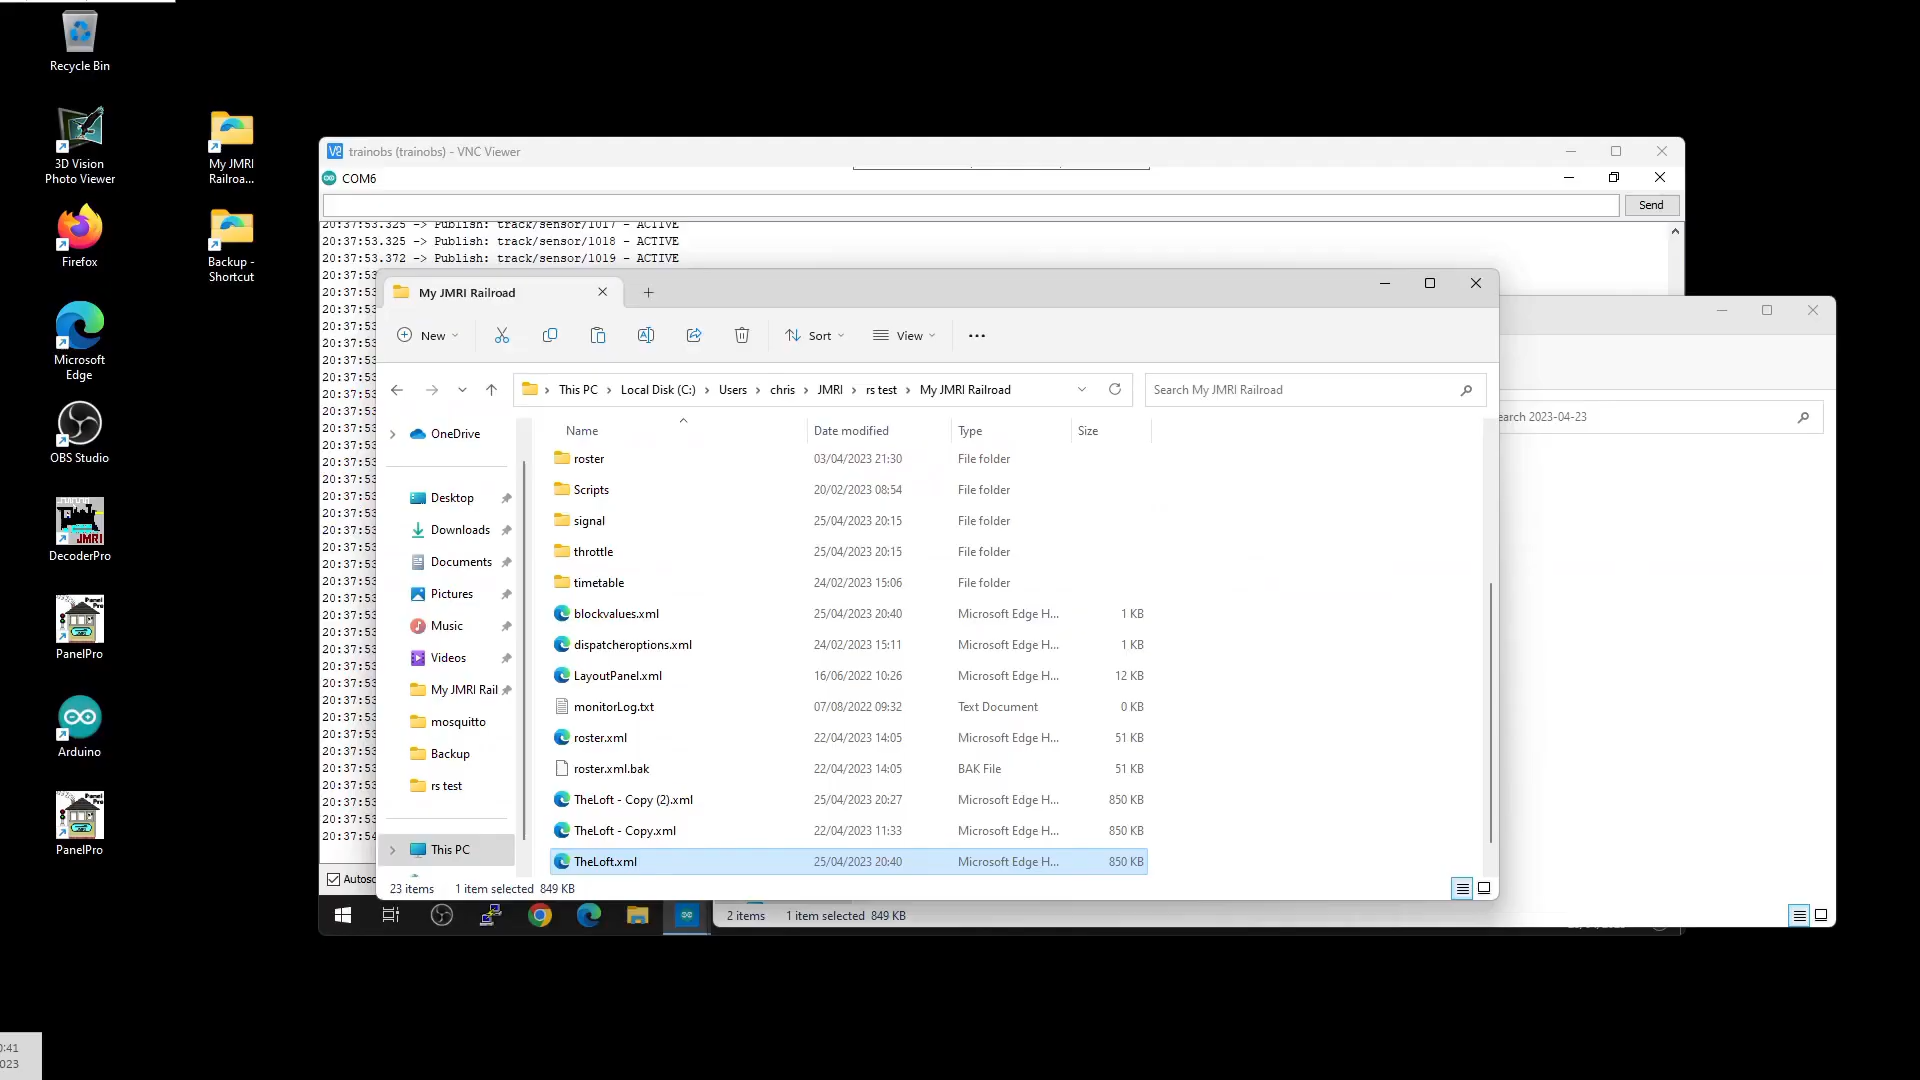 Recycle Bin
3D Vision
Photo Viewer
My JMRI
Railroa...
Firefox
Backup -
Shortcut
Microsoft
Edge
OBS Studio
DecoderPro
PanelPro
Arduino
PanelPro
trainobs (trainobs) - VNC Viewer
COM6
Send
20:37:53.325 -> Publish: track/sensor/1017 - ACTIVE
20:37:53.325 -> Publish: track/sensor/1018 - ACTIVE
20:37:53.372 -> Publish: track/sensor/1019 - ACTIVE
My JMRI Railroad
New
Sort
View
This PC > Local Disk (C:) > Users > chris > JMRI > rs test > My JMRI Railroad
Search My JMRI Railroad
earch 2023-04-23
OneDrive
Desktop
Downloads
Documents
Pictures
Music
Videos
My JMRI Rail
mosquitto
Backup
rs test
This PC
Name Date modified Type Size
roster 03/04/2023 21:30 File folder
Scripts 20/02/2023 08:54 File folder
signal 25/04/2023 20:15 File folder
throttle 25/04/2023 20:15 File folder
timetable 24/02/2023 15:06 File folder
blockvalues.xml 25/04/2023 20:40 Microsoft Edge H... 1 KB
dispatcheroptions.xml 24/02/2023 15:11 Microsoft Edge H... 1 KB
LayoutPanel.xml 16/06/2022 10:26 Microsoft Edge H... 12 KB
monitorLog.txt 07/08/2022 09:32 Text Document 0 KB
roster.xml 22/04/2023 14:05 Microsoft Edge H... 51 KB
roster.xml.bak 22/04/2023 14:05 BAK File 51 KB
TheLoft - Copy (2).xml 25/04/2023 20:27 Microsoft Edge H... 850 KB
TheLoft - Copy.xml 22/04/2023 11:33 Microsoft Edge H... 850 KB
TheLoft.xml 25/04/2023 20:40 Microsoft Edge H... 850 KB
23 items 1 item selected 849 KB
Autosc
2 items 1 item selected 849 KB
0:41
023